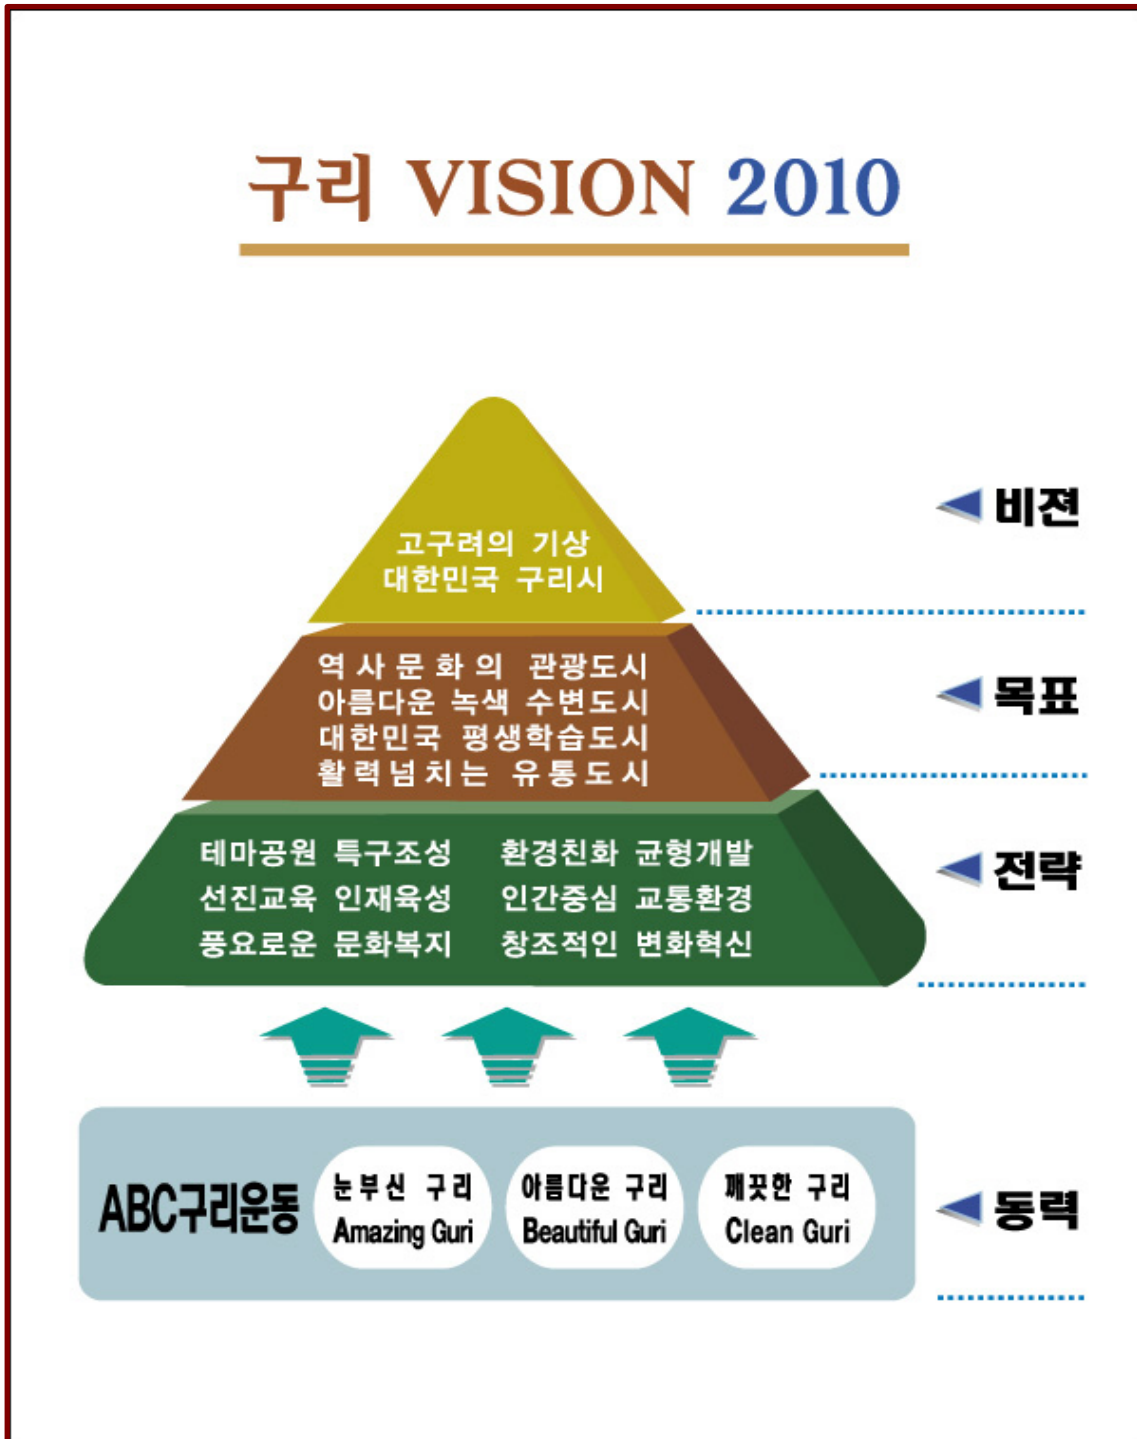 구리 VISION 2010
고구려의 기상
대한민국 구리시
비젼
역사문화의 관광도시
아름다운 녹색 수변도시
대한민국 평생학습도시
활력넘치는 유통도시
목표
테마공원 특구조성 환경친화 균형개발
선진교육 인재육성 인간중심 교통환경
풍요로운 문화복지 창조적인 변화혁신
전략
ABC구리운동
눈부신 구리
Amazing Guri
아름다운 구리
Beautiful Guri
깨끗한 구리
Clean Guri
동력